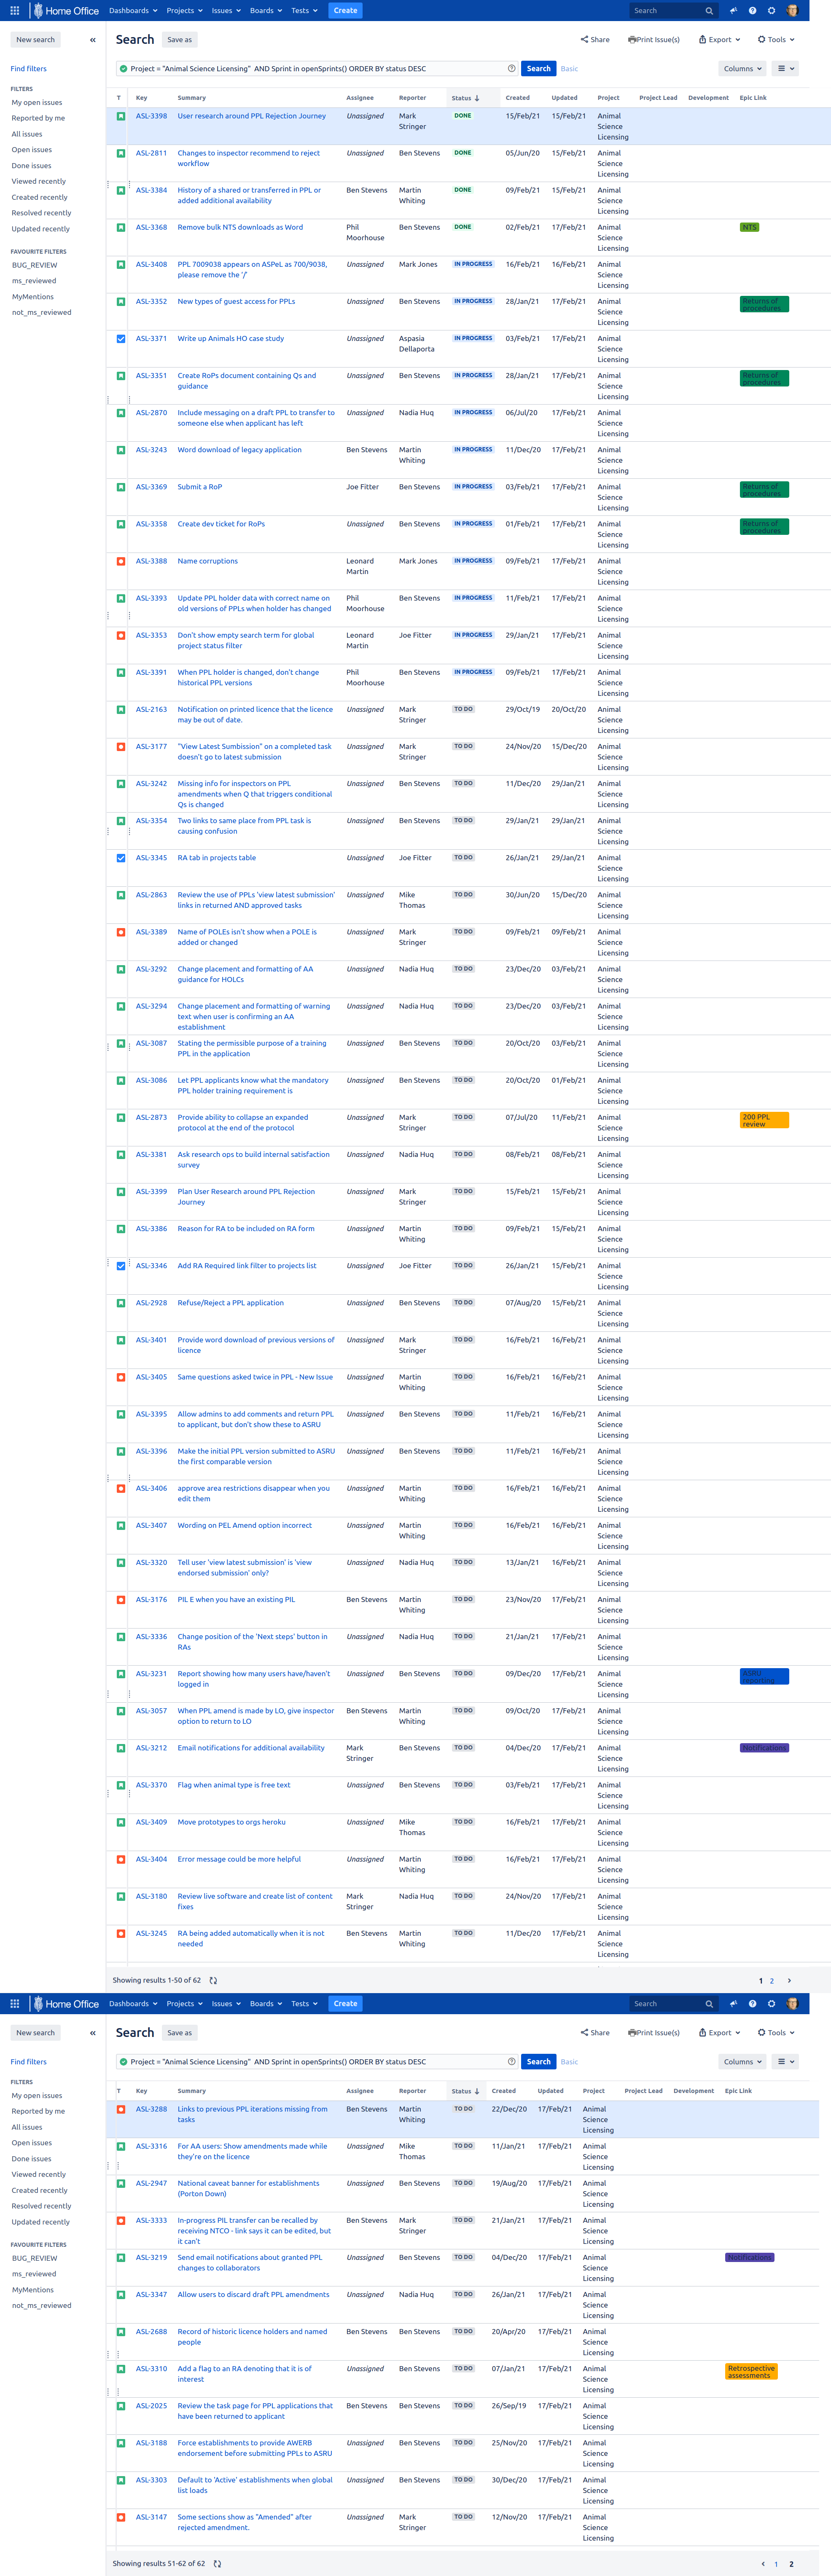 Home Office Dashboards Projects Issues Boards Tests Create Search
New search Search Save as Share Print Issue(s) Export Tools
Find filters Project = "Animal Science Licensing" AND Sprint in openSprints() ORDER BY status DESC Search Basic Columns
FILTERS
My open issues
Reported by me
All issues
Open issues
Done issues
Viewed recently
Created recently
Resolved recently
Updated recently
FAVOURITE FILTERS
BUG_REVIEW
ms_reviewed
MyMentions
not_ms_reviewed
T Key Summary Assignee Reporter Status Created Updated Project Project Lead Development Epic Link
ASL-3398 User research around PPL Rejection Journey Unassigned Mark Stringer DONE 15/Feb/21 15/Feb/21 Animal Science Licensing
ASL-2811 Changes to inspector recommend to reject workflow Unassigned Ben Stevens DONE 05/Jun/20 15/Feb/21 Animal Science Licensing
ASL-3384 History of a shared or transferred in PPL or added additional availability Ben Stevens Martin Whiting DONE 09/Feb/21 15/Feb/21 Animal Science Licensing
ASL-3368 Remove bulk NTS downloads as Word Phil Moorhouse Ben Stevens DONE 02/Feb/21 17/Feb/21 Animal Science Licensing NTS
ASL-3408 PPL 7009038 appears on ASPeL as 700/9038, please remove the '/' Unassigned Mark Jones IN PROGRESS 16/Feb/21 16/Feb/21 Animal Science Licensing
ASL-3352 New types of guest access for PPLs Unassigned Ben Stevens IN PROGRESS 28/Jan/21 17/Feb/21 Animal Science Licensing Returns of procedures
ASL-3371 Write up Animals HO case study Unassigned Aspasia Dellaporta IN PROGRESS 03/Feb/21 17/Feb/21 Animal Science Licensing
ASL-3351 Create RoPs document containing Qs and guidance Unassigned Ben Stevens IN PROGRESS 28/Jan/21 17/Feb/21 Animal Science Licensing Returns of procedures
ASL-2870 Include messaging on a draft PPL to transfer to someone else when applicant has left Unassigned Nadia Huq IN PROGRESS 06/Jul/20 17/Feb/21 Animal Science Licensing
ASL-3243 Word download of legacy application Ben Stevens Martin Whiting IN PROGRESS 11/Dec/20 17/Feb/21 Animal Science Licensing
ASL-3369 Submit a RoP Joe Fitter Ben Stevens IN PROGRESS 03/Feb/21 17/Feb/21 Animal Science Licensing Returns of procedures
ASL-3358 Create dev ticket for RoPs Unassigned Ben Stevens IN PROGRESS 01/Feb/21 17/Feb/21 Animal Science Licensing Returns of procedures
ASL-3388 Name corruptions Leonard Martin Mark Jones IN PROGRESS 09/Feb/21 17/Feb/21 Animal Science Licensing
ASL-3393 Update PPL holder data with correct name on old versions of PPLs when holder has changed Phil Moorhouse Ben Stevens IN PROGRESS 11/Feb/21 17/Feb/21 Animal Science Licensing
ASL-3353 Don't show empty search term for global project status filter Leonard Martin Joe Fitter IN PROGRESS 29/Jan/21 17/Feb/21 Animal Science Licensing
ASL-3391 When PPL holder is changed, don't change historical PPL versions Phil Moorhouse Ben Stevens IN PROGRESS 09/Feb/21 17/Feb/21 Animal Science Licensing
ASL-2163 Notification on printed licence that the licence may be out of date. Unassigned Mark Stringer TO DO 29/Oct/19 20/Oct/20 Animal Science Licensing
ASL-3177 "View Latest Sumbission" on a completed task doesn't go to latest submission Unassigned Mark Stringer TO DO 24/Nov/20 15/Dec/20 Animal Science Licensing
ASL-3242 Missing info for inspectors on PPL amendments when Q that triggers conditional Qs is changed Unassigned Ben Stevens TO DO 11/Dec/20 29/Jan/21 Animal Science Licensing
ASL-3354 Two links to same place from PPL task is causing confusion Unassigned Ben Stevens TO DO 29/Jan/21 29/Jan/21 Animal Science Licensing
ASL-3345 RA tab in projects table Unassigned Joe Fitter TO DO 26/Jan/21 29/Jan/21 Animal Science Licensing
ASL-2863 Review the use of PPLs 'view latest submission' links in returned AND approved tasks Unassigned Mike Thomas TO DO 30/Jun/20 15/Dec/20 Animal Science Licensing
ASL-3389 Name of POLEs isn't show when a POLE is added or changed Unassigned Mark Stringer TO DO 09/Feb/21 09/Feb/21 Animal Science Licensing
ASL-3292 Change placement and formatting of AA guidance for HOLCs Unassigned Nadia Huq TO DO 23/Dec/20 03/Feb/21 Animal Science Licensing
ASL-3294 Change placement and formatting of warning text when user is confirming an AA establishment Unassigned Nadia Huq TO DO 23/Dec/20 03/Feb/21 Animal Science Licensing
ASL-3087 Stating the permissible purpose of a training PPL in the application Unassigned Ben Stevens TO DO 20/Oct/20 03/Feb/21 Animal Science Licensing
ASL-3086 Let PPL applicants know what the mandatory PPL holder training requirement is Unassigned Ben Stevens TO DO 20/Oct/20 01/Feb/21 Animal Science Licensing
ASL-2873 Provide ability to collapse an expanded protocol at the end of the protocol Unassigned Mark Stringer TO DO 07/Jul/20 11/Feb/21 Animal Science Licensing 200 PPL review
ASL-3381 Ask research ops to build internal satisfaction survey Unassigned Nadia Huq TO DO 08/Feb/21 08/Feb/21 Animal Science Licensing
ASL-3399 Plan User Research around PPL Rejection Journey Unassigned Mark Stringer TO DO 15/Feb/21 15/Feb/21 Animal Science Licensing
ASL-3386 Reason for RA to be included on RA form Unassigned Martin Whiting TO DO 09/Feb/21 15/Feb/21 Animal Science Licensing
ASL-3346 Add RA Required link filter to projects list Unassigned Joe Fitter TO DO 26/Jan/21 15/Feb/21 Animal Science Licensing
ASL-2928 Refuse/Reject a PPL application Unassigned Ben Stevens TO DO 07/Aug/20 15/Feb/21 Animal Science Licensing
ASL-3401 Provide word download of previous versions of licence Unassigned Mark Stringer TO DO 16/Feb/21 16/Feb/21 Animal Science Licensing
ASL-3405 Same questions asked twice in PPL - New Issue Unassigned Martin Whiting TO DO 16/Feb/21 16/Feb/21 Animal Science Licensing
ASL-3395 Allow admins to add comments and return PPL to applicant, but don't show these to ASRU Unassigned Ben Stevens TO DO 11/Feb/21 16/Feb/21 Animal Science Licensing
ASL-3396 Make the initial PPL version submitted to ASRU the first comparable version Unassigned Ben Stevens TO DO 11/Feb/21 16/Feb/21 Animal Science Licensing
ASL-3406 approve area restrictions disappear when you edit them Unassigned Martin Whiting TO DO 16/Feb/21 16/Feb/21 Animal Science Licensing
ASL-3407 Wording on PEL Amend option incorrect Unassigned Martin Whiting TO DO 16/Feb/21 16/Feb/21 Animal Science Licensing
ASL-3320 Tell user 'view latest submission' is 'view endorsed submission' only? Unassigned Nadia Huq TO DO 13/Jan/21 16/Feb/21 Animal Science Licensing
ASL-3176 PIL E when you have an existing PIL Ben Stevens Martin Whiting TO DO 23/Nov/20 17/Feb/21 Animal Science Licensing
ASL-3336 Change position of the 'Next steps' button in RAs Unassigned Nadia Huq TO DO 21/Jan/21 17/Feb/21 Animal Science Licensing
ASL-3231 Report showing how many users have/haven't logged in Unassigned Ben Stevens TO DO 09/Dec/20 17/Feb/21 Animal Science Licensing ASRU reporting
ASL-3057 When PPL amend is made by LO, give inspector option to return to LO Ben Stevens Martin Whiting TO DO 09/Oct/20 17/Feb/21 Animal Science Licensing
ASL-3212 Email notifications for additional availability Mark Stringer Ben Stevens TO DO 04/Dec/20 17/Feb/21 Animal Science Licensing Notifications
ASL-3370 Flag when animal type is free text Unassigned Ben Stevens TO DO 03/Feb/21 17/Feb/21 Animal Science Licensing
ASL-3409 Move prototypes to orgs heroku Unassigned Mike Thomas TO DO 16/Feb/21 17/Feb/21 Animal Science Licensing
ASL-3404 Error message could be more helpful Unassigned Martin Whiting TO DO 16/Feb/21 17/Feb/21 Animal Science Licensing
ASL-3180 Review live software and create list of content fixes Mark Stringer Nadia Huq TO DO 24/Nov/20 17/Feb/21 Animal Science Licensing
ASL-3245 RA being added automatically when it is not needed Ben Stevens Martin Whiting TO DO 11/Dec/20 17/Feb/21 Animal Science Licensing
Showing results 1-50 of 62 1 2
Home Office Dashboards Projects Issues Boards Tests Create Search
New search Search Save as Share Print Issue(s) Export Tools
Find filters Project = "Animal Science Licensing" AND Sprint in openSprints() ORDER BY status DESC Search Basic Columns
FILTERS
My open issues
Reported by me
All issues
Open issues
Done issues
Viewed recently
Created recently
Resolved recently
Updated recently
FAVOURITE FILTERS
BUG_REVIEW
ms_reviewed
MyMentions
not_ms_reviewed
T Key Summary Assignee Reporter Status Created Updated Project Project Lead Development Epic Link
ASL-3288 Links to previous PPL iterations missing from tasks Ben Stevens Martin Whiting TO DO 22/Dec/20 17/Feb/21 Animal Science Licensing
ASL-3316 For AA users: Show amendments made while they're on the licence Unassigned Mike Thomas TO DO 11/Jan/21 17/Feb/21 Animal Science Licensing
ASL-2947 National caveat banner for establishments (Porton Down) Unassigned Ben Stevens TO DO 19/Aug/20 17/Feb/21 Animal Science Licensing
ASL-3333 In-progress PIL transfer can be recalled by receiving NTCO - link says it can be edited, but it can't Ben Stevens Mark Stringer TO DO 21/Jan/21 17/Feb/21 Animal Science Licensing
ASL-3219 Send email notifications about granted PPL changes to collaborators Unassigned Ben Stevens TO DO 04/Dec/20 17/Feb/21 Animal Science Licensing Notifications
ASL-3347 Allow users to discard draft PPL amendments Unassigned Nadia Huq TO DO 26/Jan/21 17/Feb/21 Animal Science Licensing
ASL-2688 Record of historic licence holders and named people Ben Stevens Ben Stevens TO DO 20/Apr/20 17/Feb/21 Animal Science Licensing
ASL-3310 Add a flag to an RA denoting that it is of interest Unassigned Ben Stevens TO DO 07/Jan/21 17/Feb/21 Animal Science Licensing Retrospective assessments
ASL-2025 Review the task page for PPL applications that have been returned to applicant Ben Stevens Ben Stevens TO DO 26/Sep/19 17/Feb/21 Animal Science Licensing
ASL-3188 Force establishments to provide AWERB endorsement before submitting PPLs to ASRU Unassigned Ben Stevens TO DO 25/Nov/20 17/Feb/21 Animal Science Licensing
ASL-3303 Default to 'Active' establishments when global list loads Unassigned Ben Stevens TO DO 30/Dec/20 17/Feb/21 Animal Science Licensing
ASL-3147 Some sections show as "Amended" after rejected amendment. Unassigned Mark Stringer TO DO 12/Nov/20 17/Feb/21 Animal Science Licensing
Showing results 51-62 of 62 1 2